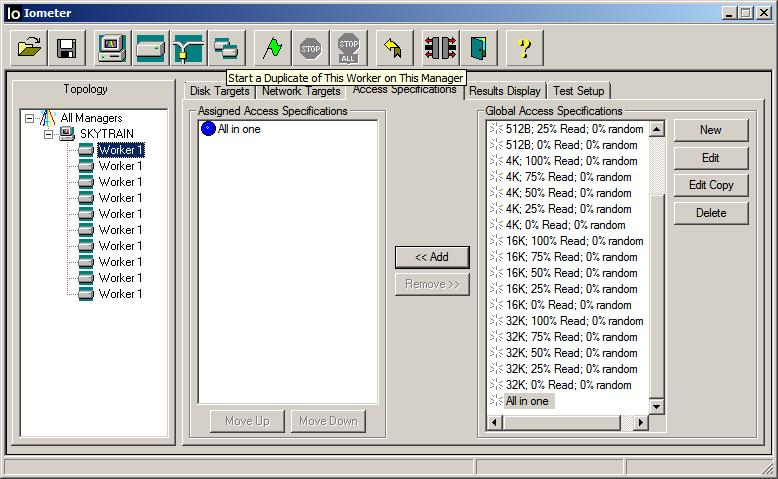 Io Iometer
STOP
STOP
ALL
?
Start a Duplicate of This Worker on This Manager
Topology
All Managers
SKYTRAIN
Worker 1
Worker 1
Worker 1
Worker 1
Worker 1
Worker 1
Worker 1
Worker 1
Worker 1
Worker 1
Disk Targets
Network Targets
Access Specifications
Results Display
Test Setup
Assigned Access Specifications
All in one
Move Up
Move Down
<< Add
Remove >>
Global Access Specifications
512B; 25% Read; 0% random
512B; 0% Read; 0% random
4K; 100% Read; 0% random
4K; 75% Read; 0% random
4K; 50% Read; 0% random
4K; 25% Read; 0% random
4K; 0% Read; 0% random
16K; 100% Read; 0% random
16K; 75% Read; 0% random
16K; 50% Read; 0% random
16K; 25% Read; 0% random
16K; 0% Read; 0% random
32K; 100% Read; 0% random
32K; 75% Read; 0% random
32K; 50% Read; 0% random
32K; 25% Read; 0% random
32K; 0% Read; 0% random
All in one
New
Edit
Edit Copy
Delete